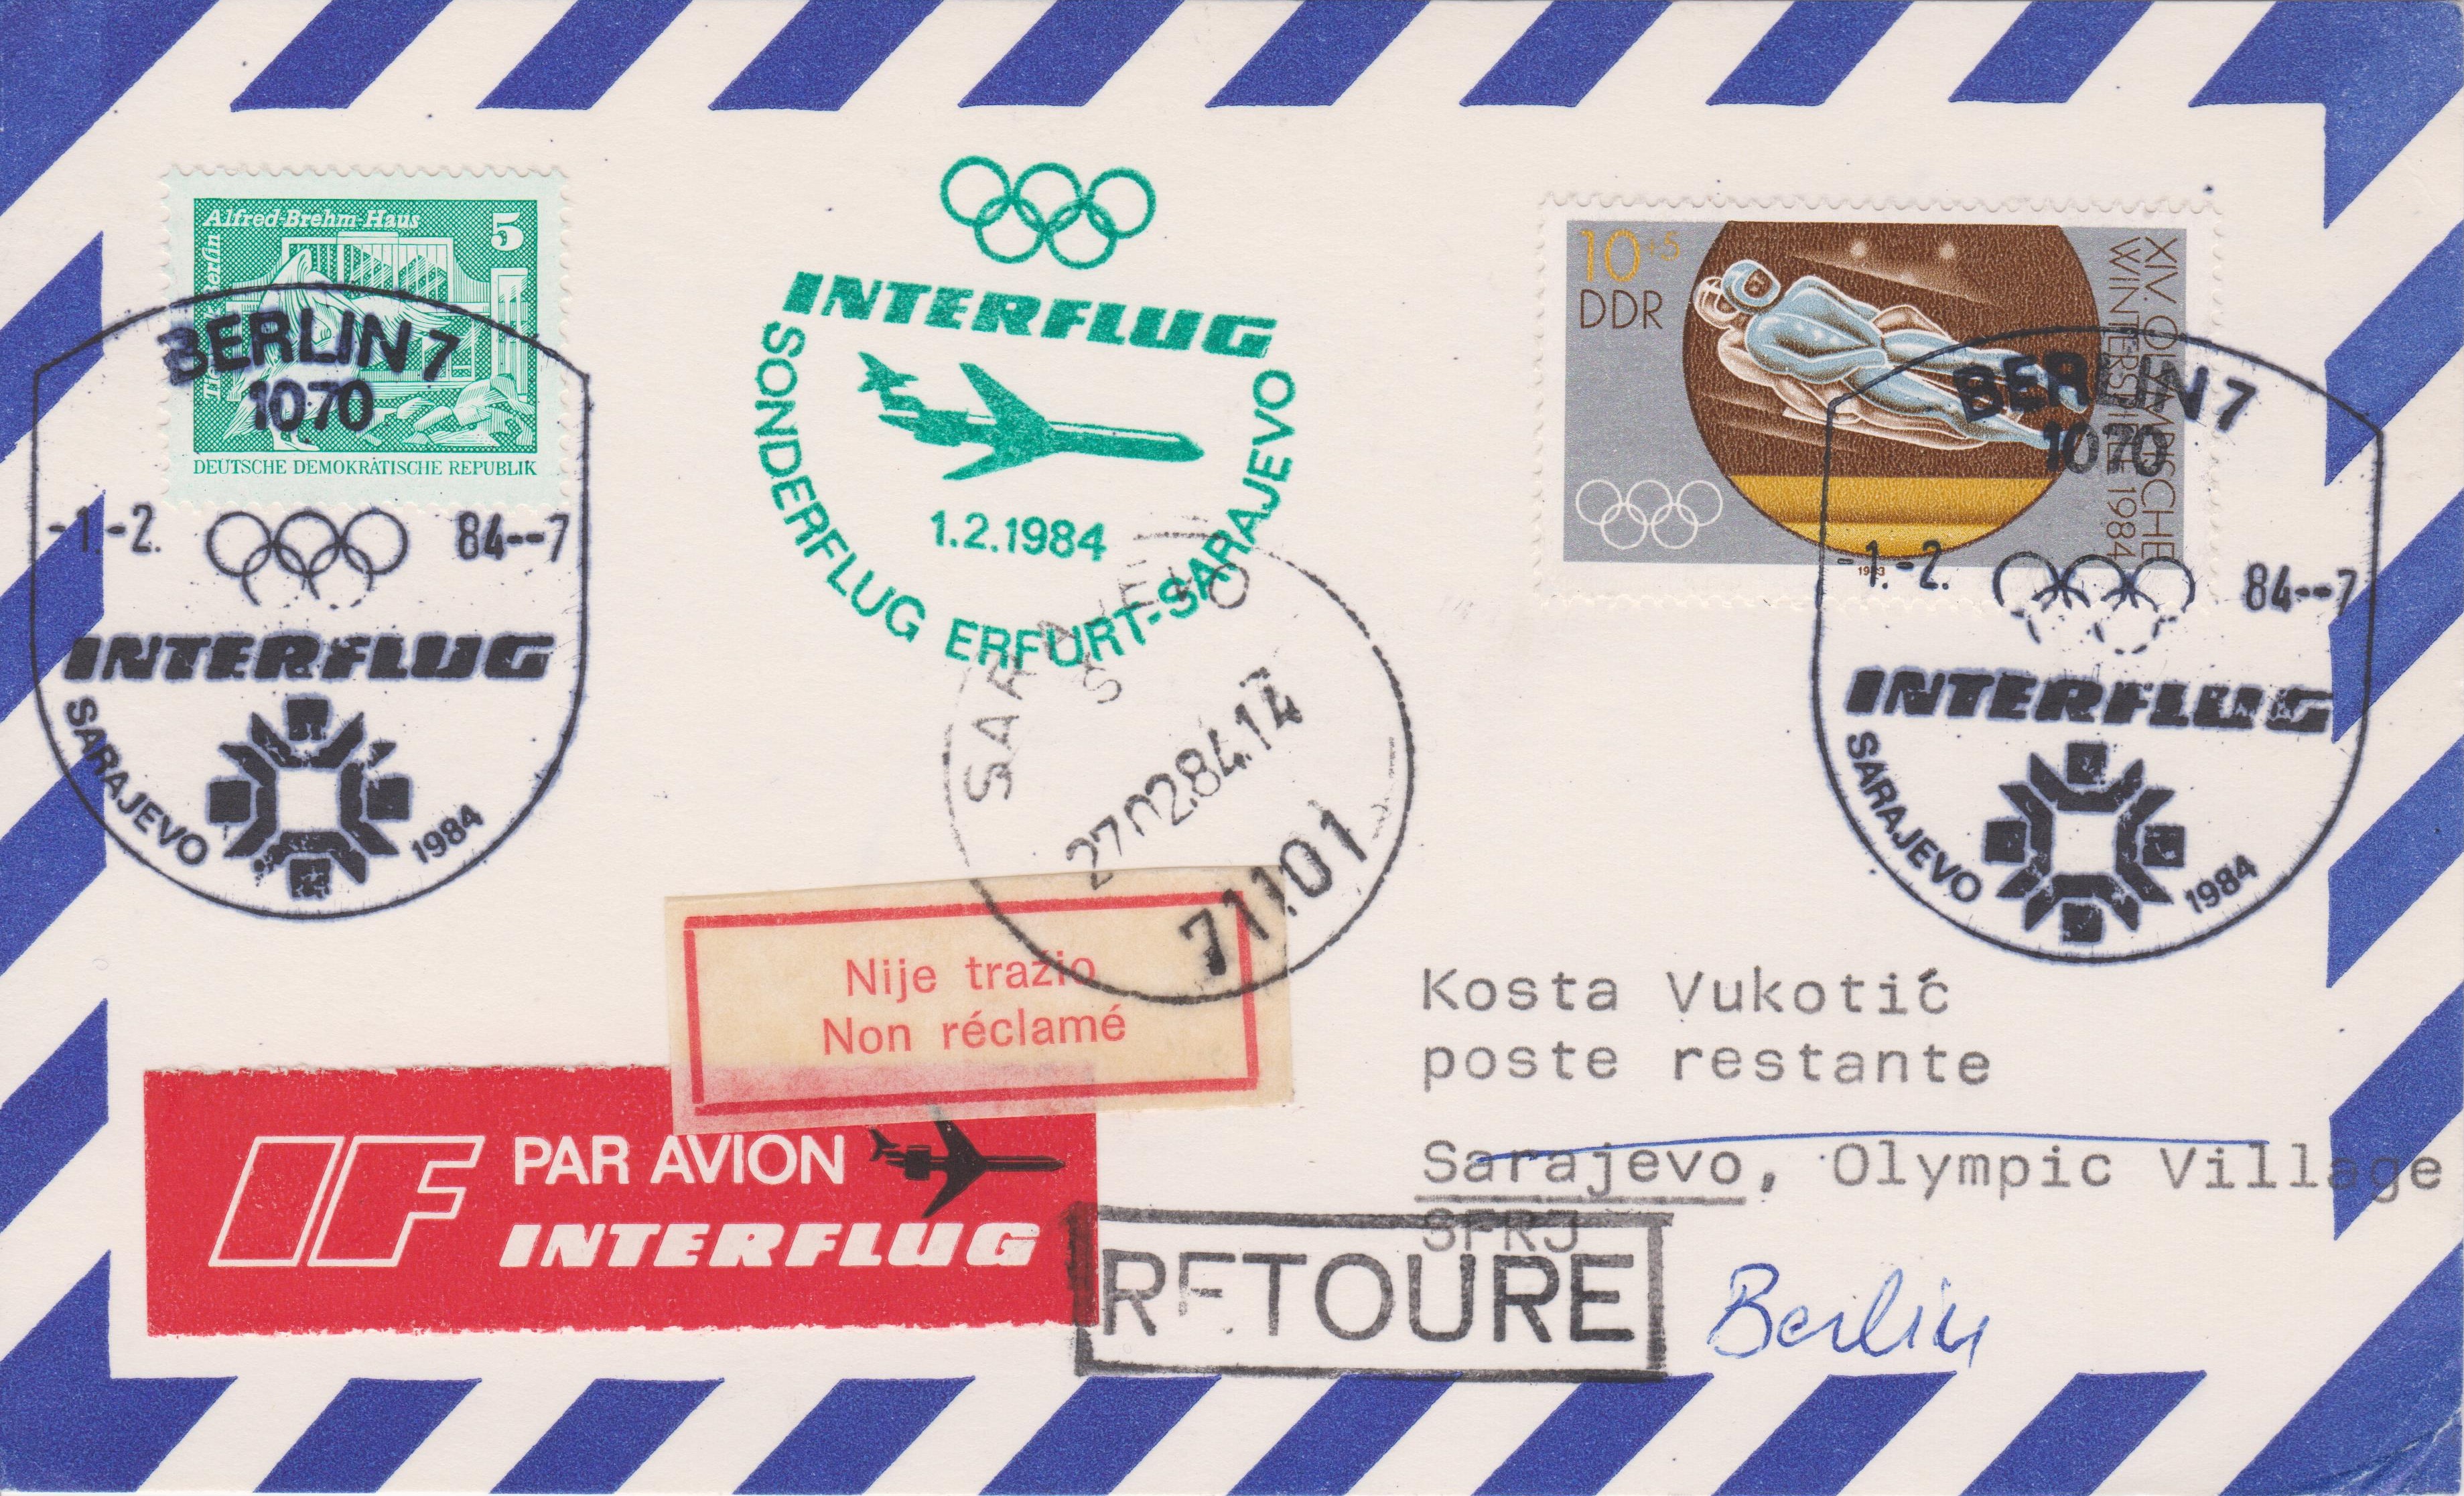 Alfred-Brehm-Haus
5
Berlin
DEUTSCHE DEMOKRATISCHE REPUBLIK
BERLIN 7
1070
-1.-2. 84--7
INTERFLUG
SARAJEVO 1984
INTERFLUG
SONDERFLUG ERFURT-SARAJEVO
1.2.1984
10+5
DDR
XIV. OLYMPISCHE
WINTERSPIELE 1984
1983
BERLIN 7
1070
-1.-2. 84--7
INTERFLUG
SARAJEVO 1984
SARAJEVO
27.02.84.14
71101
Nije tražio
Non réclamé
Kosta Vukotić
poste restante
Sarajevo, Olympic Village
SFRJ
IF PAR AVION
INTERFLUG
RETOURE
Berlin